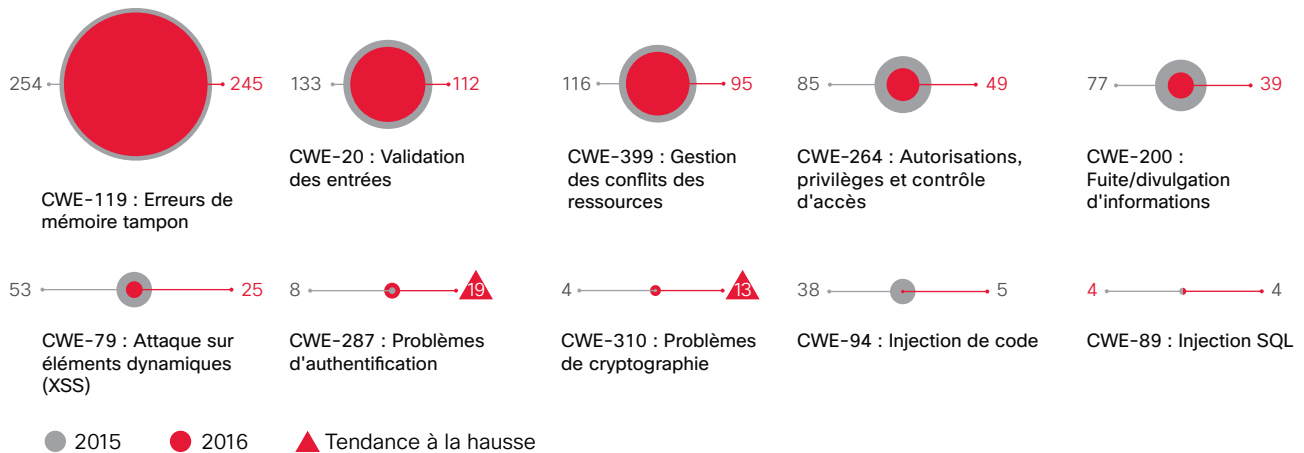 254 245
133 112
116 95
85 49
77 39
CWE-119 : Erreurs de
mémoire tampon
CWE-20 : Validation
des entrées
CWE-399 : Gestion
des conflits des
ressources
CWE-264 : Autorisations,
privilèges et contrôle
d'accès
CWE-200 :
Fuite/divulgation
d'informations
53 25
8 19
4 13
38 5
4 4
CWE-79 : Attaque sur
éléments dynamiques
(XSS)
CWE-287 : Problèmes
d'authentification
CWE-310 : Problèmes
de cryptographie
CWE-94 : Injection de code
CWE-89 : Injection SQL
2015 2016 Tendance à la hausse